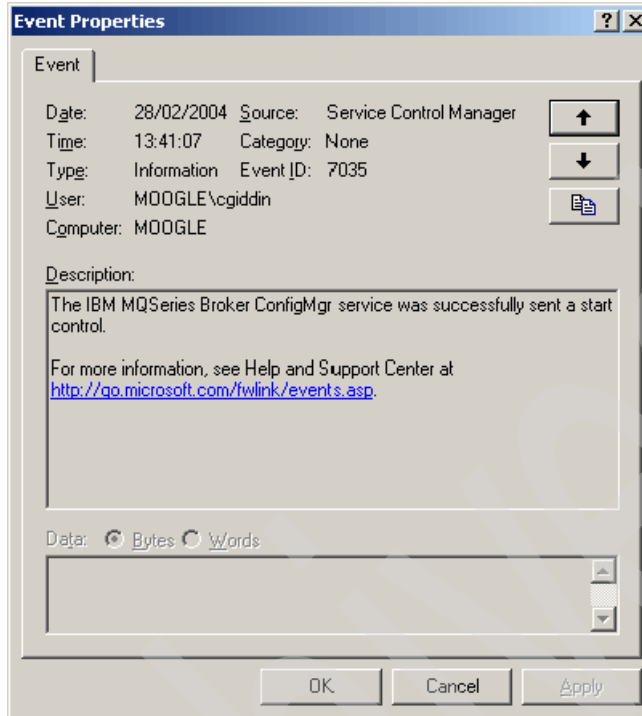 Event Properties
Event
Date: 28/02/2004 Source: Service Control Manager
Time: 13:41:07 Category: None
Type: Information Event ID: 7035
User: MOOGLE\cgiddin
Computer: MOOGLE
Description:
The IBM MQSeries Broker ConfigMgr service was successfully sent a start
control.
For more information, see Help and Support Center at
http://go.microsoft.com/fwlink/events.asp.
Data: Bytes Words
OK Cancel Apply